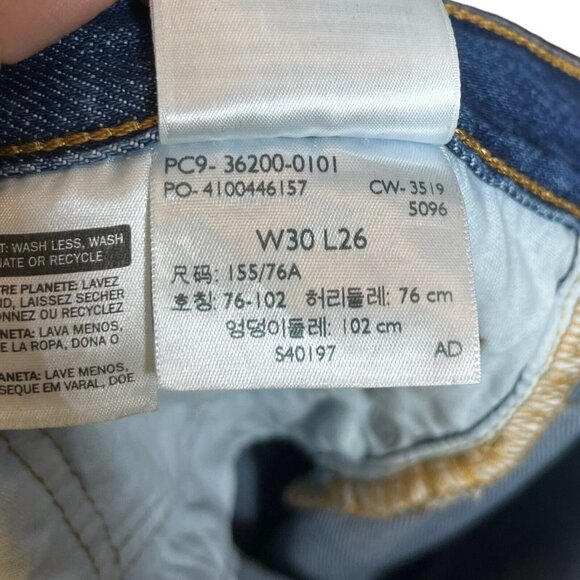 PC9- 36200-0101
PO- 4100446157 CW- 3519
5096
W30 L26
尺码: 155/76A
호칭: 76-102 허리둘레: 76 cm
엉덩이둘레: 102 cm
S40197 AD
T: WASH LESS, WASH
NATE OR RECYCLE
TRE PLANETE: LAVEZ
ID, LAISSEZ SECHER
ONNEZ OU RECYCLEZ
ANETA: LAVA MENOS,
E LA ROPA, DONA O
ANETA: LAVE MENOS,
SEQUE EM VARAL, DOE